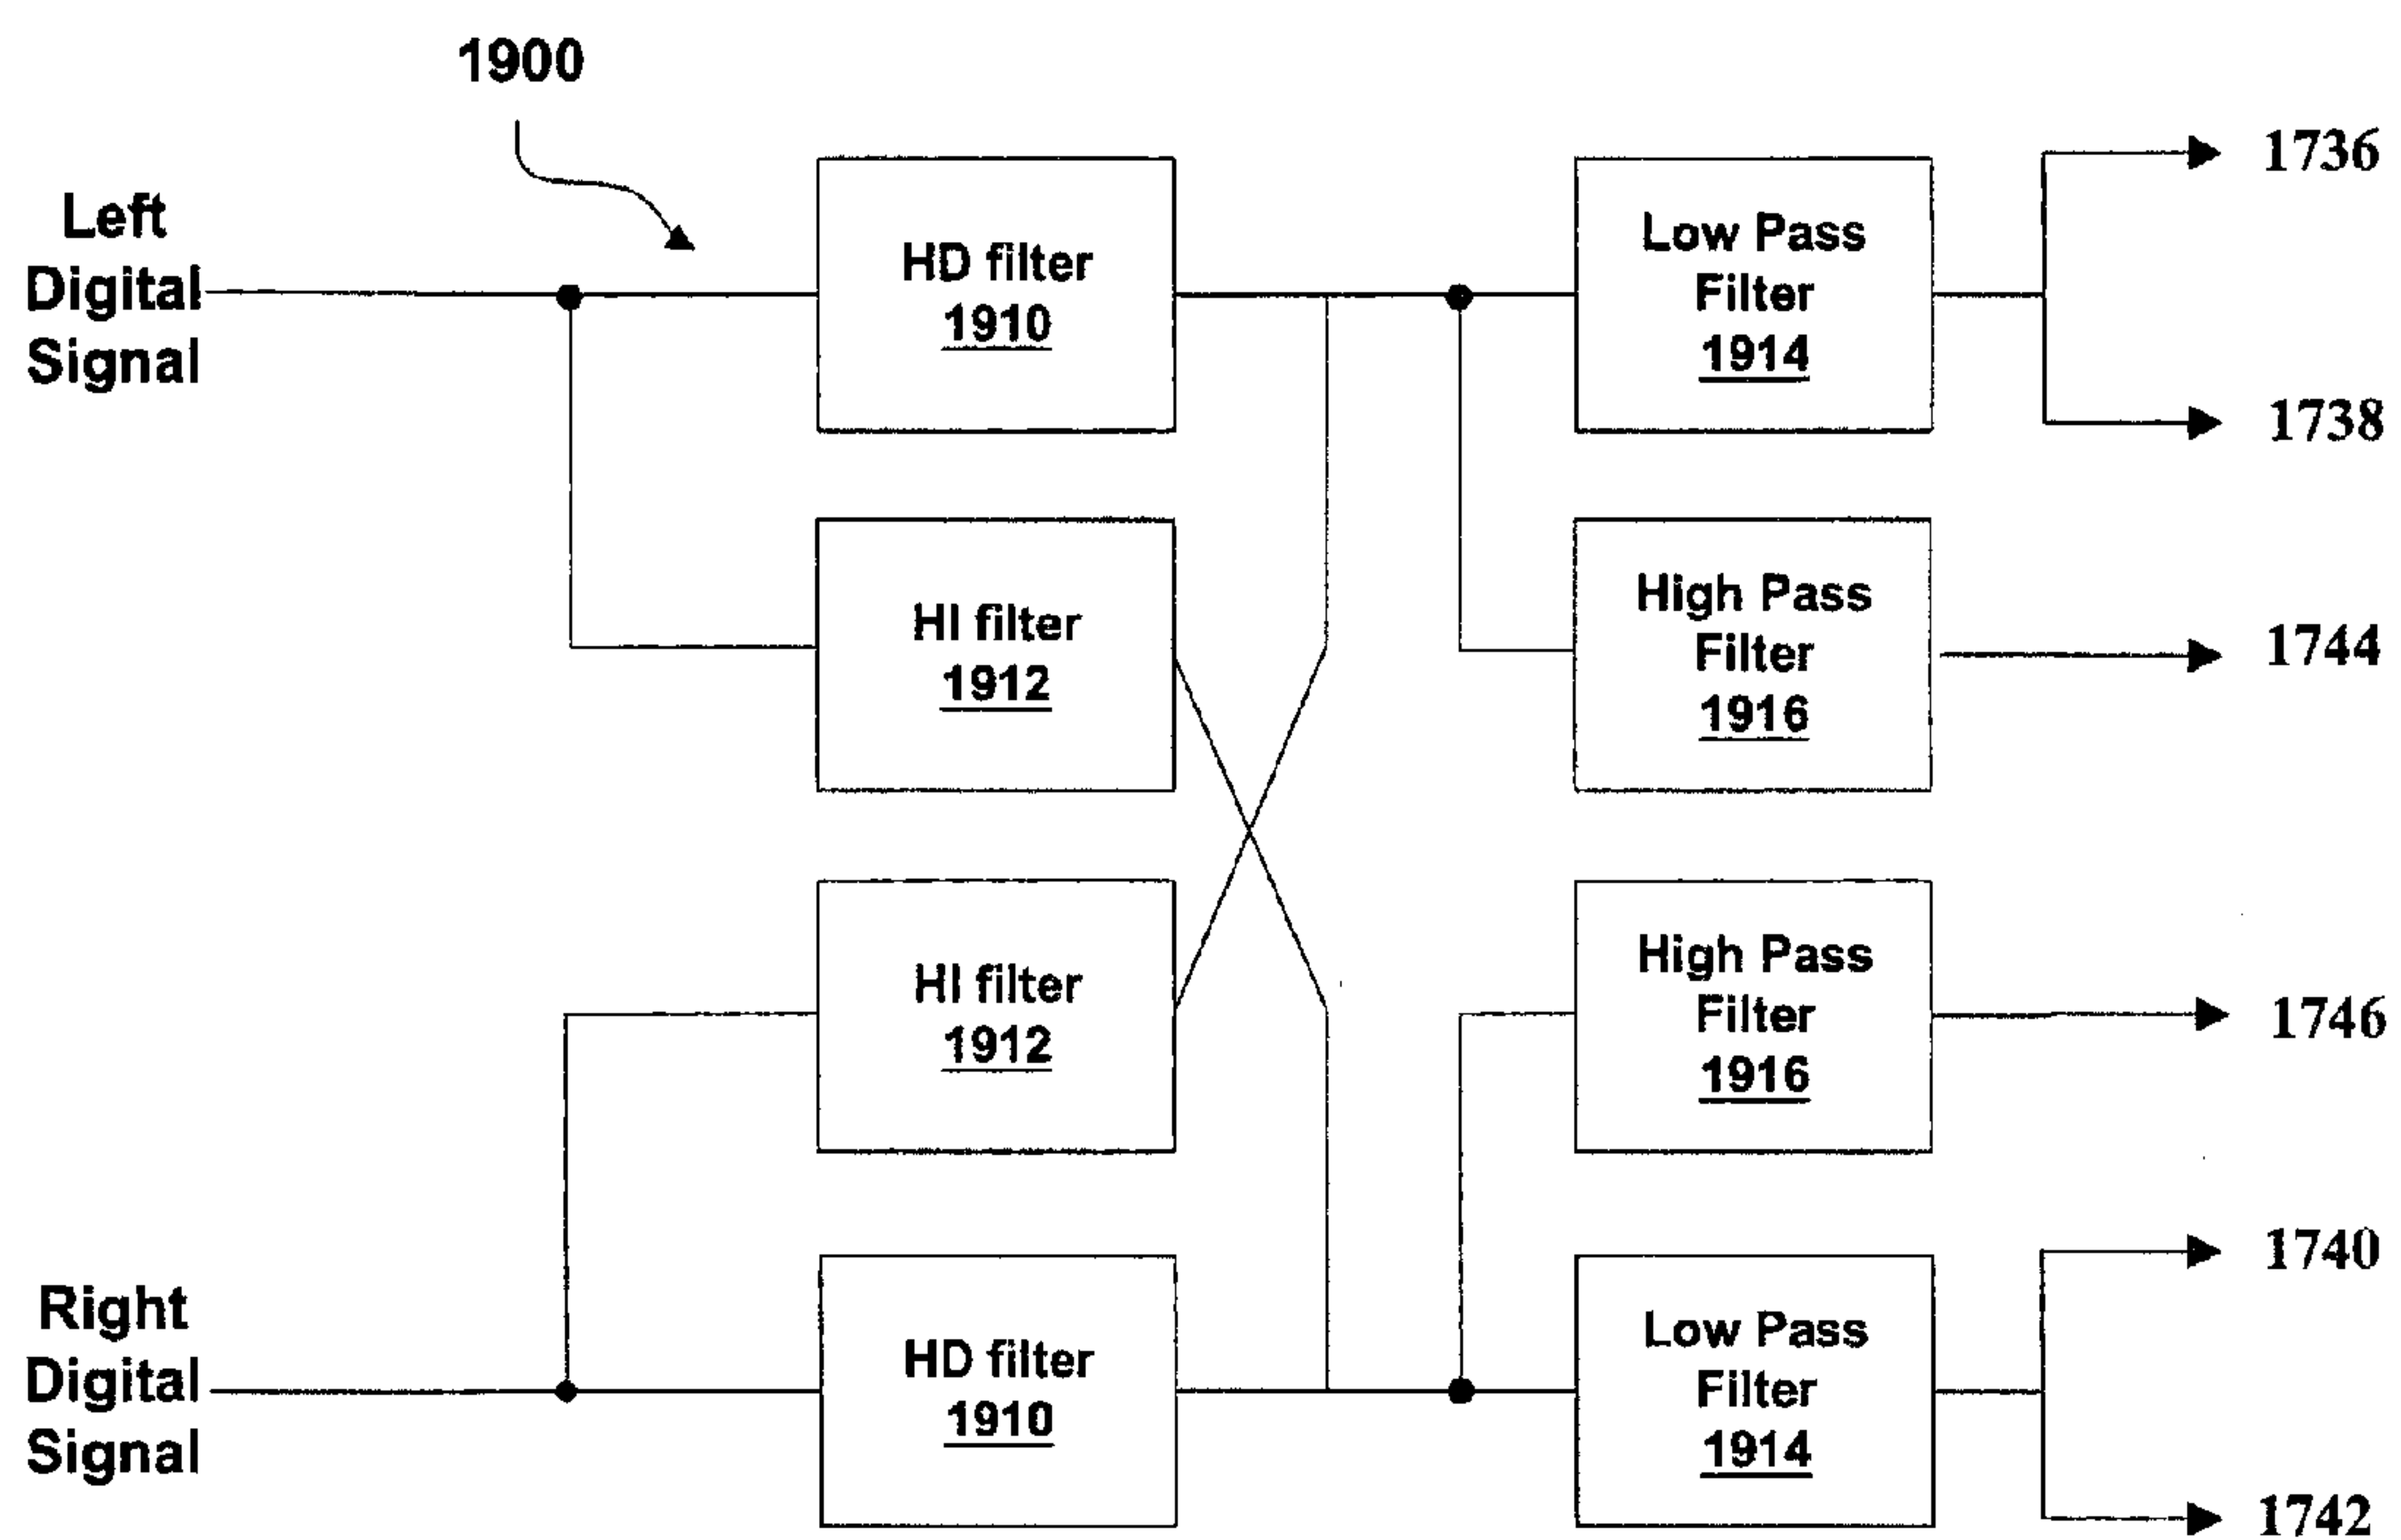 1900
Left
Digital
Signal
HD filter
1910
Low Pass
Filter
1914
1736
1738
HI filter
1912
High Pass
Filter
1916
1744
HI filter
1912
High Pass
Filter
1916
1746
Right
Digital
Signal
HD filter
1910
Low Pass
Filter
1914
1740
1742